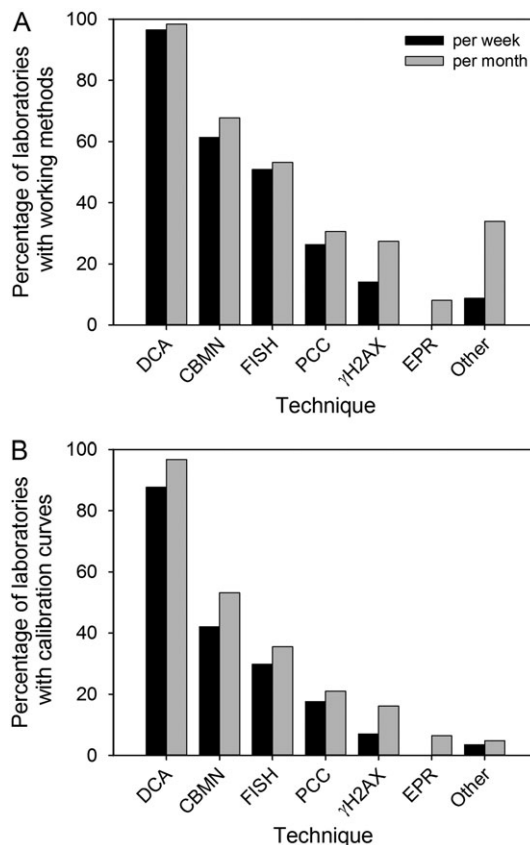 A
Percentage of laboratories
with working methods
100
80
60
40
20
0
per week
per month
DCA
CBMN
FISH
PCC
γH2AX
EPR
Other
Technique
B
Percentage of laboratories
with calibration curves
100
80
60
40
20
0
DCA
CBMN
FISH
PCC
γH2AX
EPR
Other
Technique